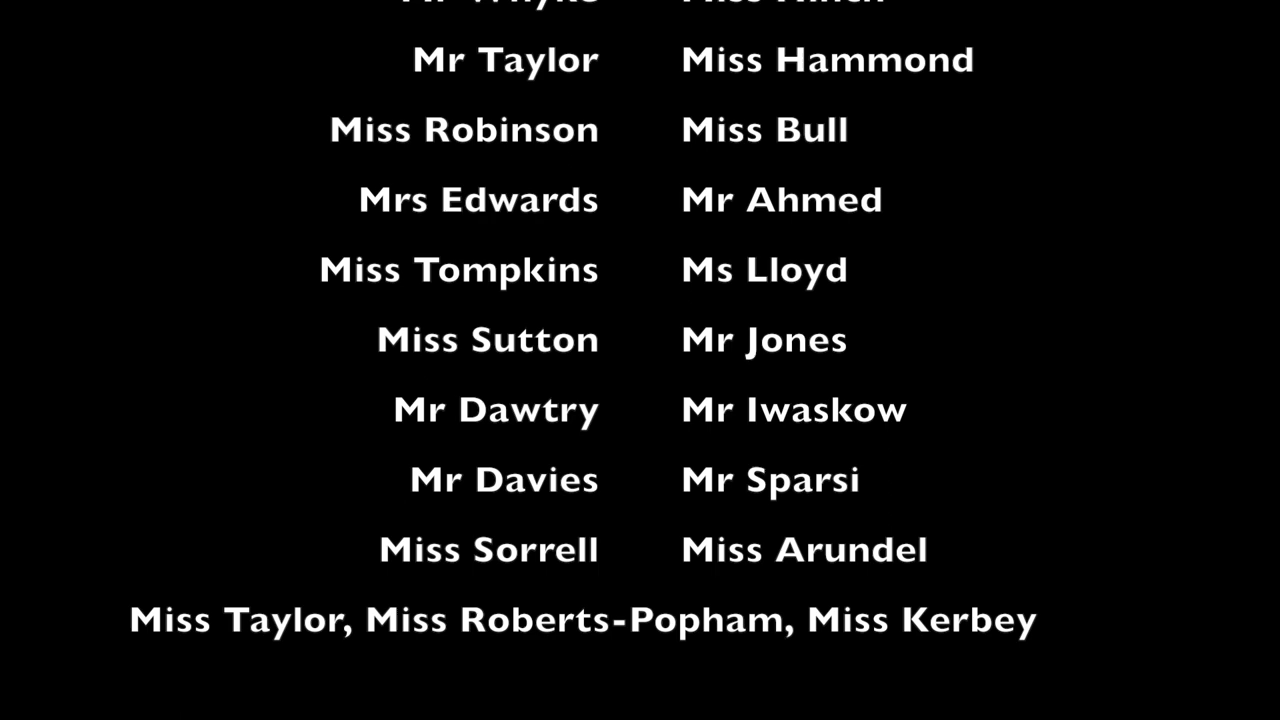 Mr Taylor Miss Hammond
Miss Robinson Miss Bull
Mrs Edwards Mr Ahmed
Miss Tompkins Ms Lloyd
Miss Sutton Mr Jones
Mr Dawtry Mr Iwaskow
Mr Davies Mr Sparsi
Miss Sorrell Miss Arundel
Miss Taylor, Miss Roberts-Popham, Miss Kerbey